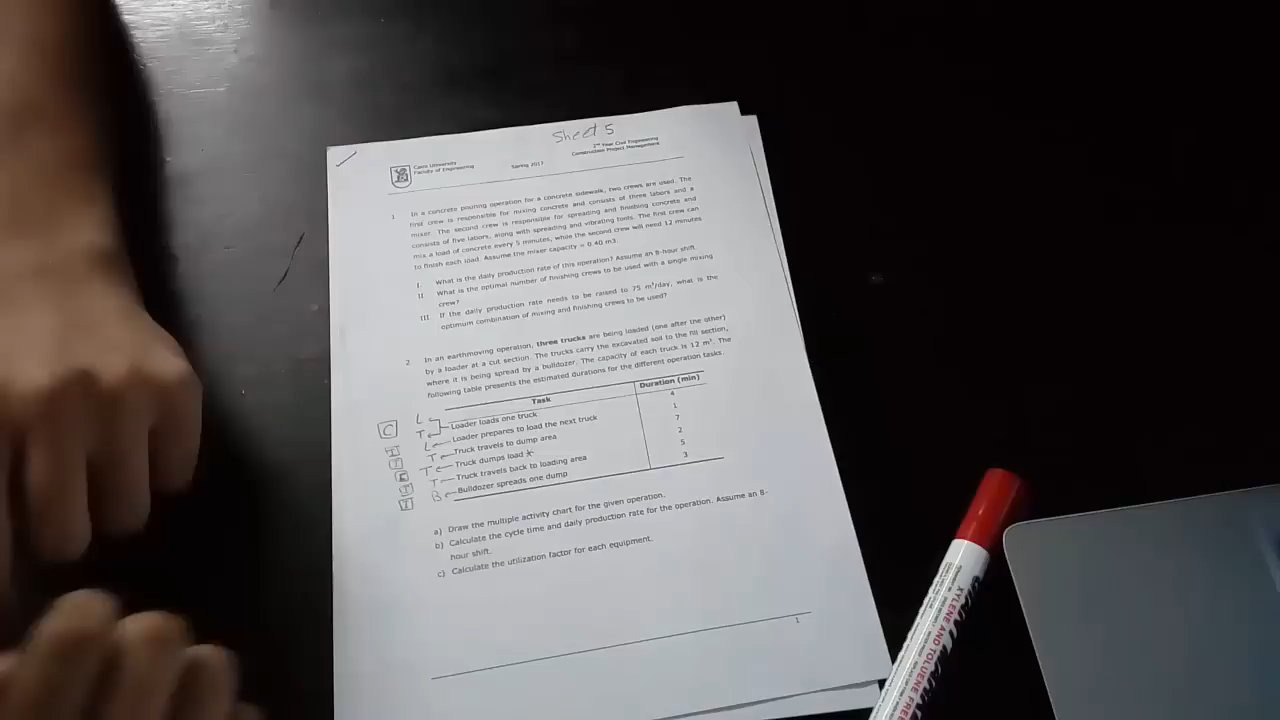 Sheet 5
Cairo University
Faculty of Engineering
Spring 2017
2nd Year Civil Engineering
Construction Project Management
1 In a concrete pouring operation for a concrete sidewalk, two crews are used. The
first crew is responsible for mixing concrete and consists of three labors and a
mixer. The second crew is responsible for spreading and finishing concrete and
consists of five labors, along with spreading and vibrating tools. The first crew can
mix a load of concrete every 5 minutes, while the second crew will need 12 minutes
to finish each load. Assume the mixer capacity = 0.40 m3.
I. What is the daily production rate of this operation? Assume an 8-hour shift.
II What is the optimal number of finishing crews to be used with a single mixing
crew?
III. If the daily production rate needs to be raised to 75 m³/day, what is the
optimum combination of mixing and finishing crews to be used?
2 In an earthmoving operation, three trucks are being loaded (one after the other)
by a loader at a cut section. The trucks carry the excavated soil to the fill section,
where it is being spread by a bulldozer. The capacity of each truck is 12 m³. The
following table presents the estimated durations for the different operation tasks.
Task Duration (min)
C L T Loader loads one truck 4
I L Loader prepares to load the next truck 1
I T Truck travels to dump area 7
T Truck dumps load * 2
I T Truck travels back to loading area 5
I B Bulldozer spreads one dump 3
a) Draw the multiple activity chart for the given operation.
b) Calculate the cycle time and daily production rate for the operation. Assume an 8-
hour shift.
c) Calculate the utilization factor for each equipment.
1
XYLENE AND TOLUENE FREE